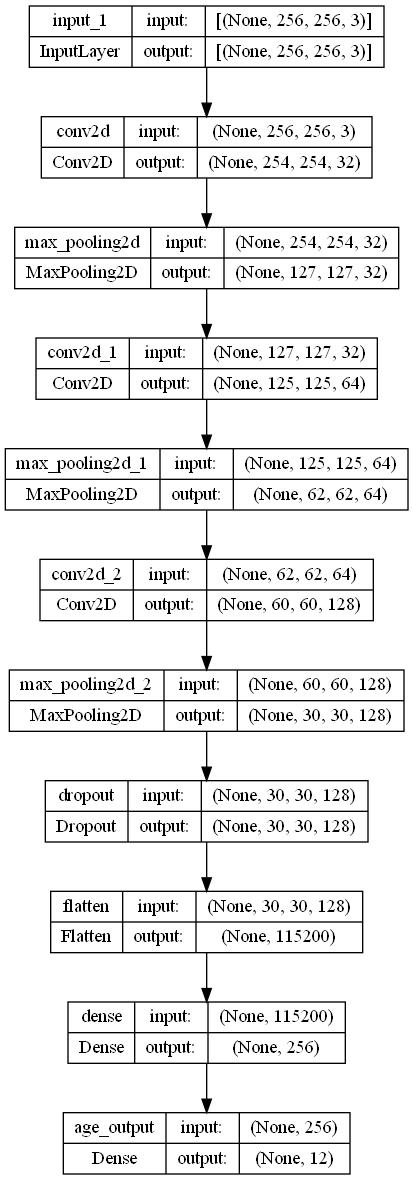 input_1 input: [(None, 256, 256, 3)]
InputLayer output: [(None, 256, 256, 3)]
conv2d input: (None, 256, 256, 3)
Conv2D output: (None, 254, 254, 32)
max_pooling2d input: (None, 254, 254, 32)
MaxPooling2D output: (None, 127, 127, 32)
conv2d_1 input: (None, 127, 127, 32)
Conv2D output: (None, 125, 125, 64)
max_pooling2d_1 input: (None, 125, 125, 64)
MaxPooling2D output: (None, 62, 62, 64)
conv2d_2 input: (None, 62, 62, 64)
Conv2D output: (None, 60, 60, 128)
max_pooling2d_2 input: (None, 60, 60, 128)
MaxPooling2D output: (None, 30, 30, 128)
dropout input: (None, 30, 30, 128)
Dropout output: (None, 30, 30, 128)
flatten input: (None, 30, 30, 128)
Flatten output: (None, 115200)
dense input: (None, 115200)
Dense output: (None, 256)
age_output input: (None, 256)
Dense output: (None, 12)